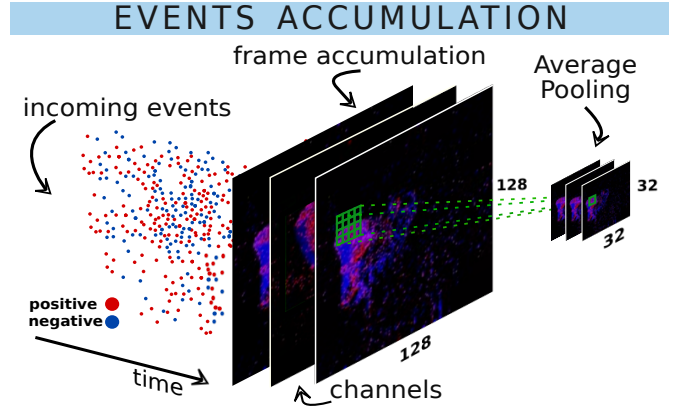 EVENTS ACCUMULATION
frame accumulation
Average
Pooling
incoming events
128
32
32
positive
negative
128
time
channels